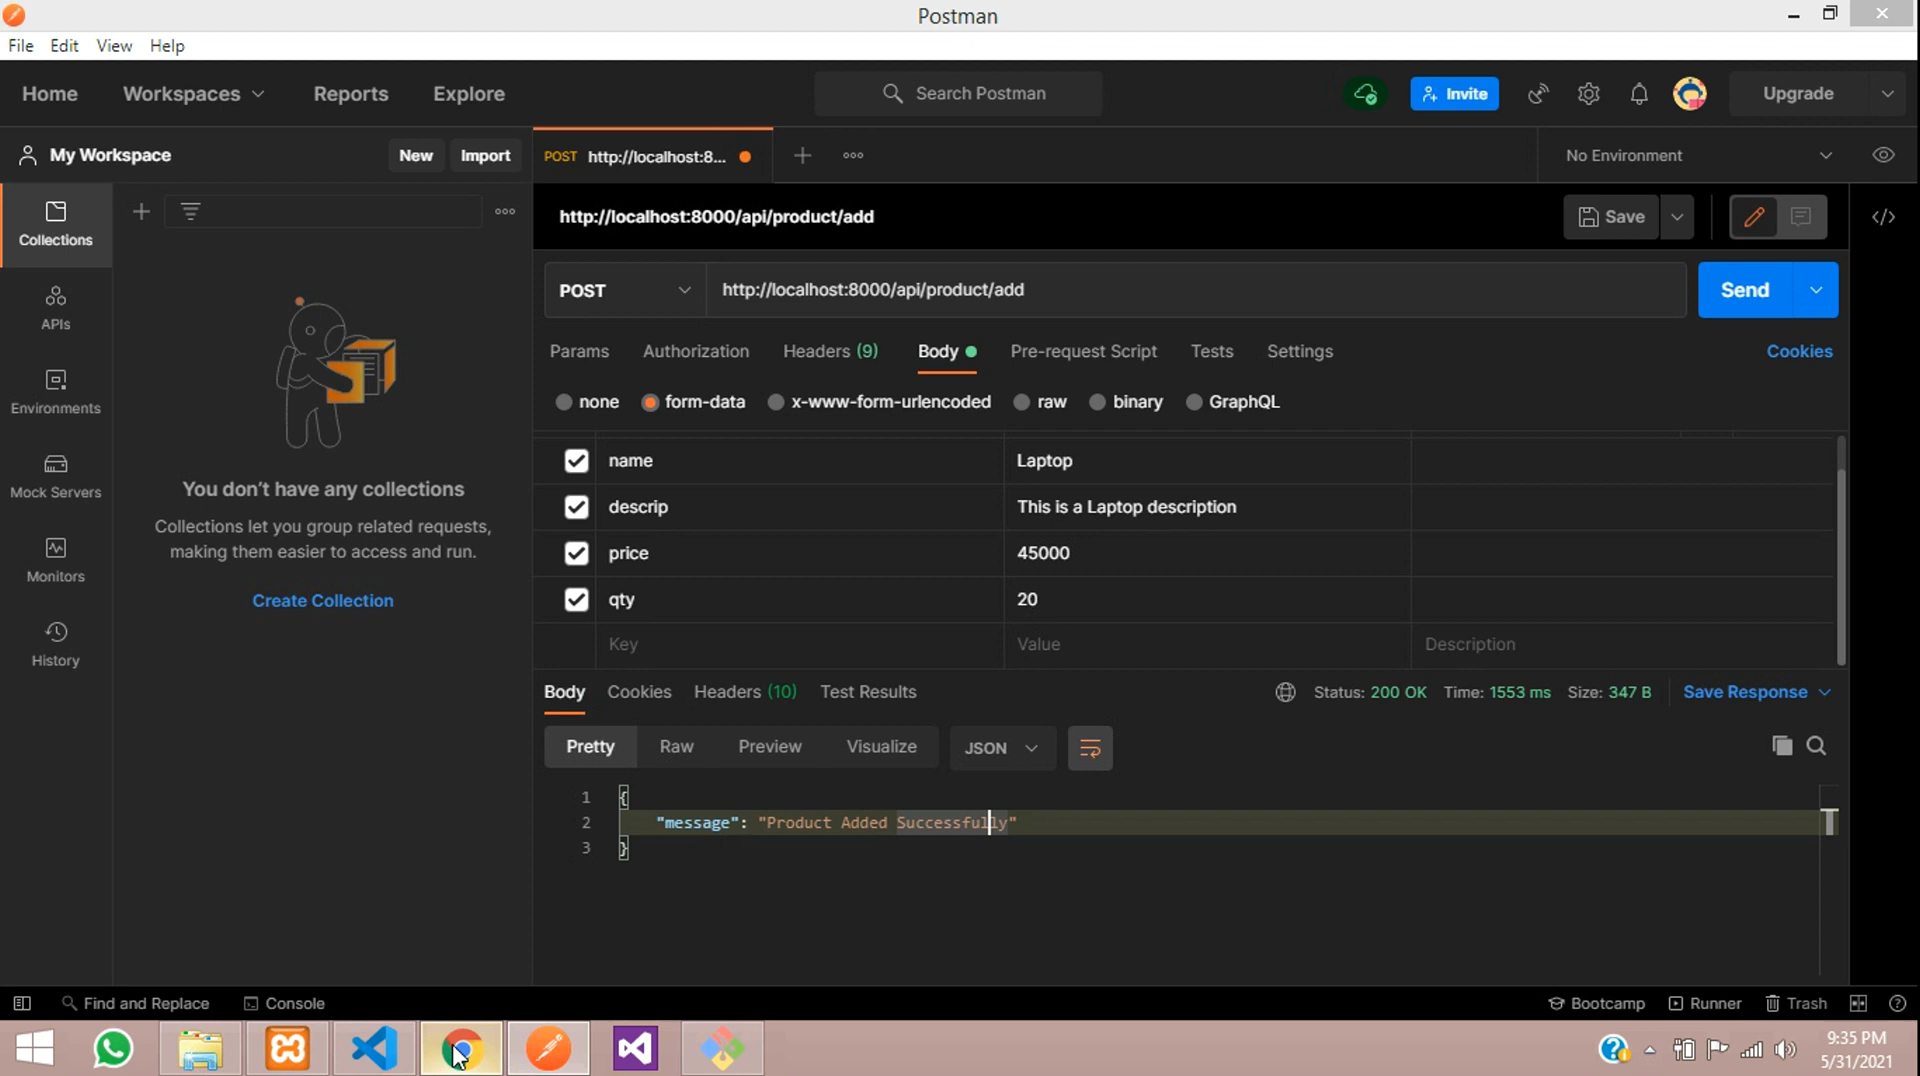 Postman
File Edit View Help
Home Workspaces Reports Explore Search Postman Invite Upgrade
My Workspace New Import POST http://localhost:8... No Environment
Collections
http://localhost:8000/api/product/add Save
POST http://localhost:8000/api/product/add Send
APIs
Params Authorization Headers (9) Body Pre-request Script Tests Settings Cookies
none form-data x-www-form-urlencoded raw binary GraphQL
Environments
name Laptop
Mock Servers
You don't have any collections
descrip This is a Laptop description
Collections let you group related requests,
making them easier to access and run.
price 45000
Monitors
Create Collection
qty 20
Key Value Description
History
Body Cookies Headers (10) Test Results Status: 200 OK Time: 1553 ms Size: 347 B Save Response
Pretty Raw Preview Visualize JSON
1 {
2 "message": "Product Added Successfully"
3 }
Find and Replace Console Bootcamp Runner Trash
9:35 PM
5/31/2021